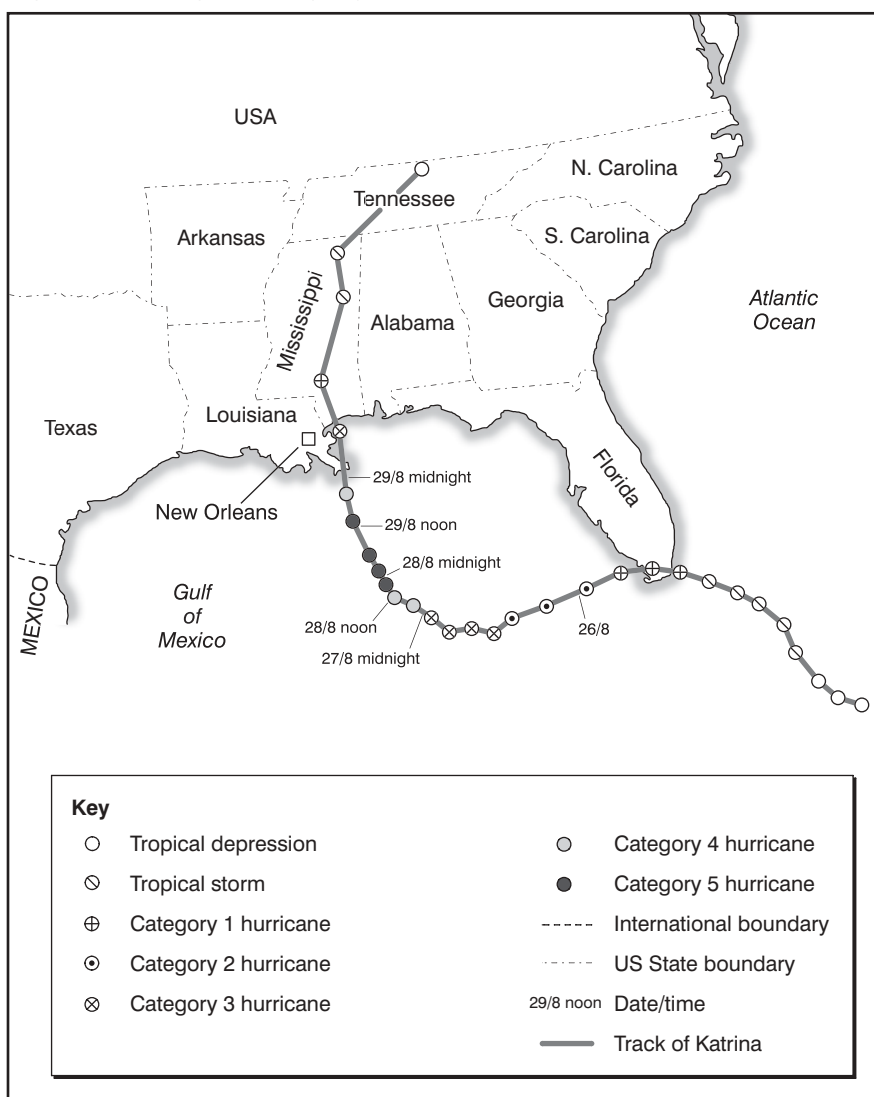 USA
N. Carolina
Tennessee
Arkansas
S. Carolina
Mississippi
Georgia
Atlantic
Ocean
Alabama
Louisiana
Texas
Florida
29/8 midnight
New Orleans
29/8 noon
28/8 midnight
MEXICO
Gulf
of
Mexico
28/8 noon
26/8
27/8 midnight
Key
Tropical depression
Tropical storm
Category 1 hurricane
Category 2 hurricane
Category 3 hurricane
Category 4 hurricane
Category 5 hurricane
International boundary
US State boundary
29/8 noon Date/time
Track of Katrina